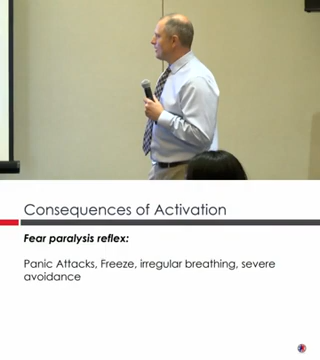 Consequences of Activation
Fear paralysis reflex:
Panic Attacks, Freeze, irregular breathing, severe
avoidance